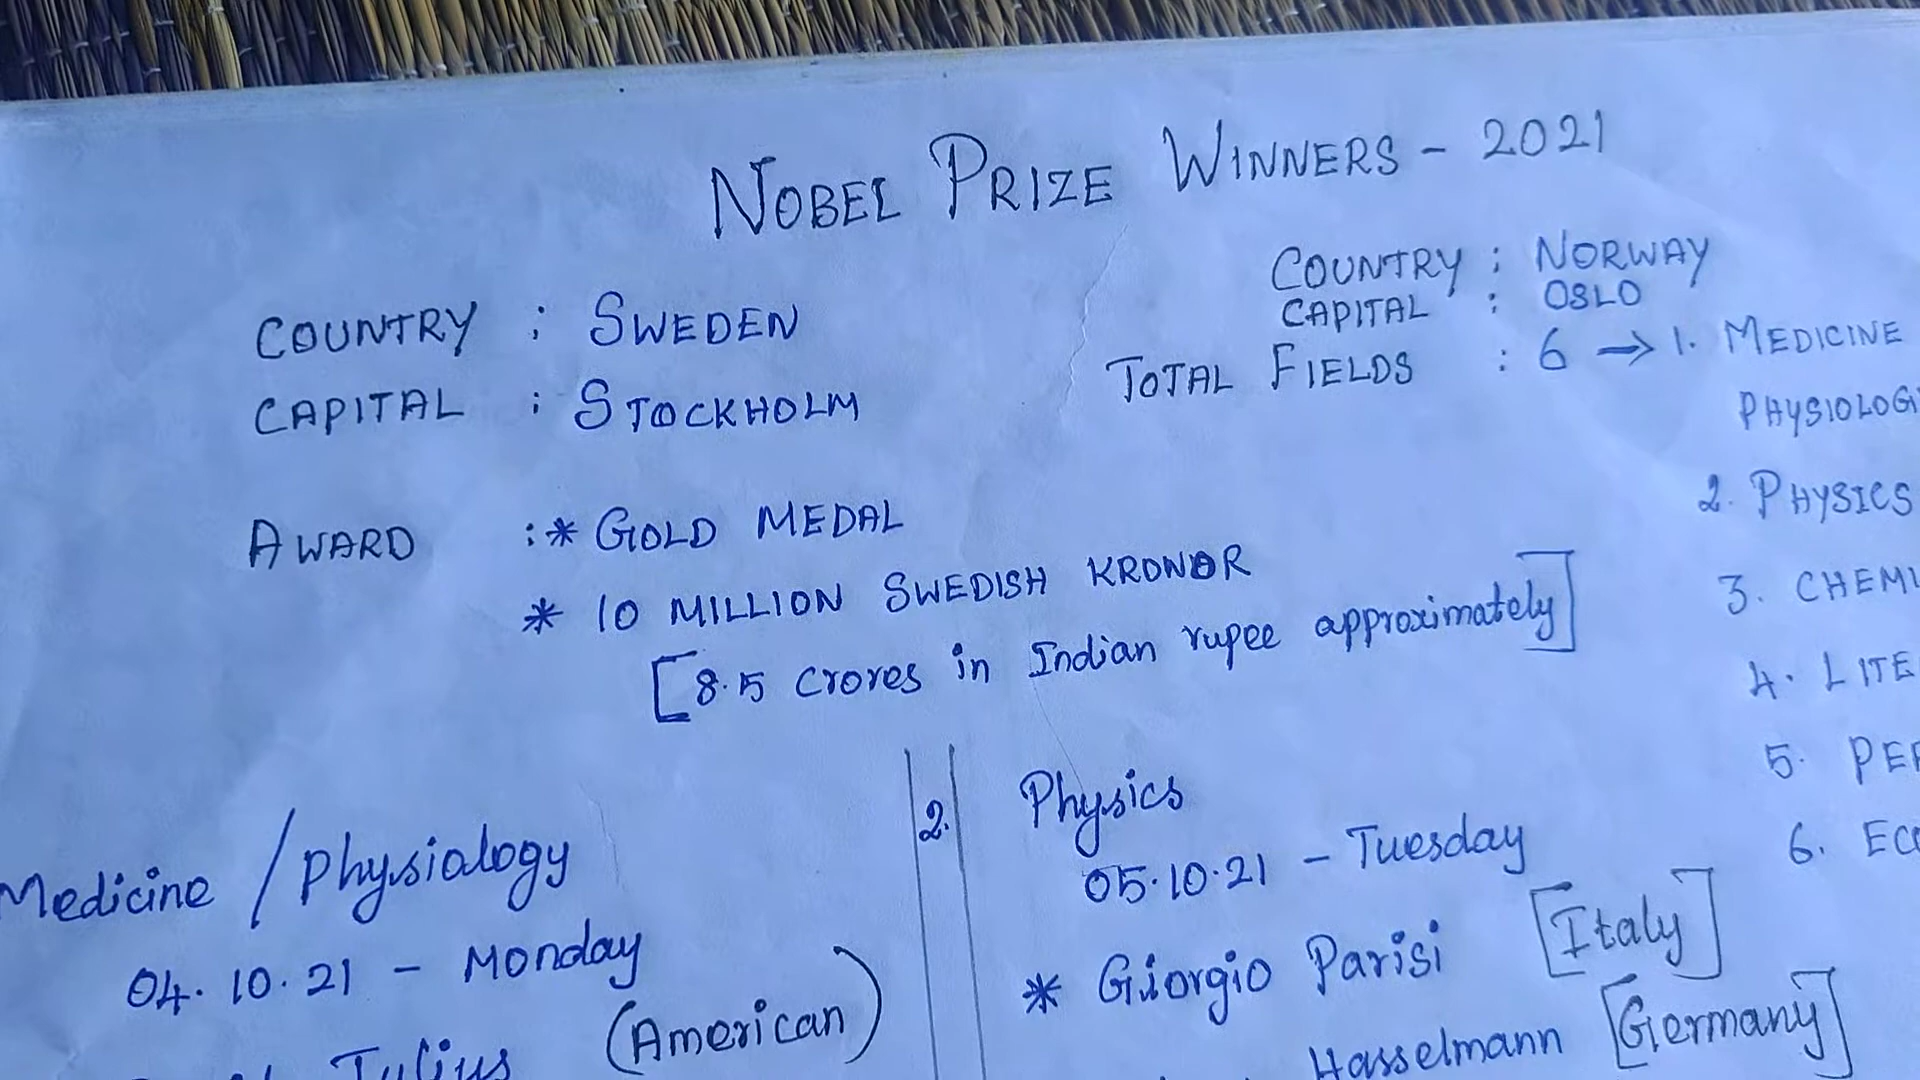 NOBEL PRIZE WINNERS - 2021
COUNTRY : SWEDEN
CAPITAL : STOCKHOLM
COUNTRY : NORWAY
CAPITAL : OSLO
TOTAL FIELDS : 6 → 1. MEDICINE
PHYSIOLOG
2. PHYSICS
3. CHEMI
4. LITE
5. PE
6. ECO
AWARD : * GOLD MEDAL
* 10 MILLION SWEDISH KRONOR
[8.5 crores in Indian rupee approximately]
Medicine / Physialogy
04.10.21 - Monday
Julius (American)
2. Physics
05.10.21 - Tuesday
* Giorgio Parisi [Italy]
Hasselmann [Germany]